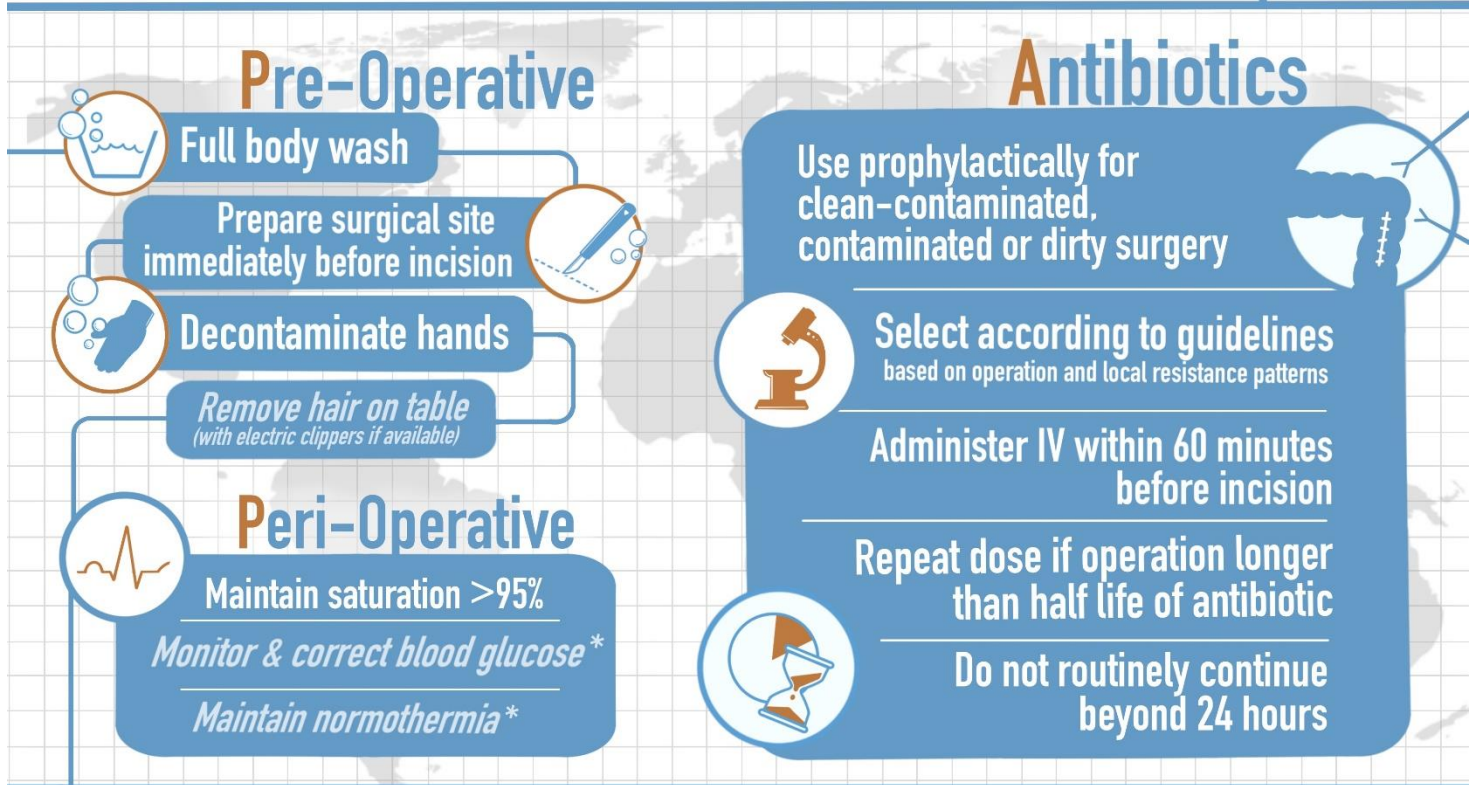 Pre-Operative
Full body wash
Prepare surgical site
immediately before incision
Decontaminate hands
Remove hair on table
(with electric clippers if available)
Peri-Operative
Maintain saturation >95%
Monitor & correct blood glucose*
Maintain normothermia*
Antibiotics
Use prophylactically for
clean-contaminated,
contaminated or dirty surgery
Select according to guidelines
based on operation and local resistance patterns
Administer IV within 60 minutes
before incision
Repeat dose if operation longer
than half life of antibiotic
Do not routinely continue
beyond 24 hours